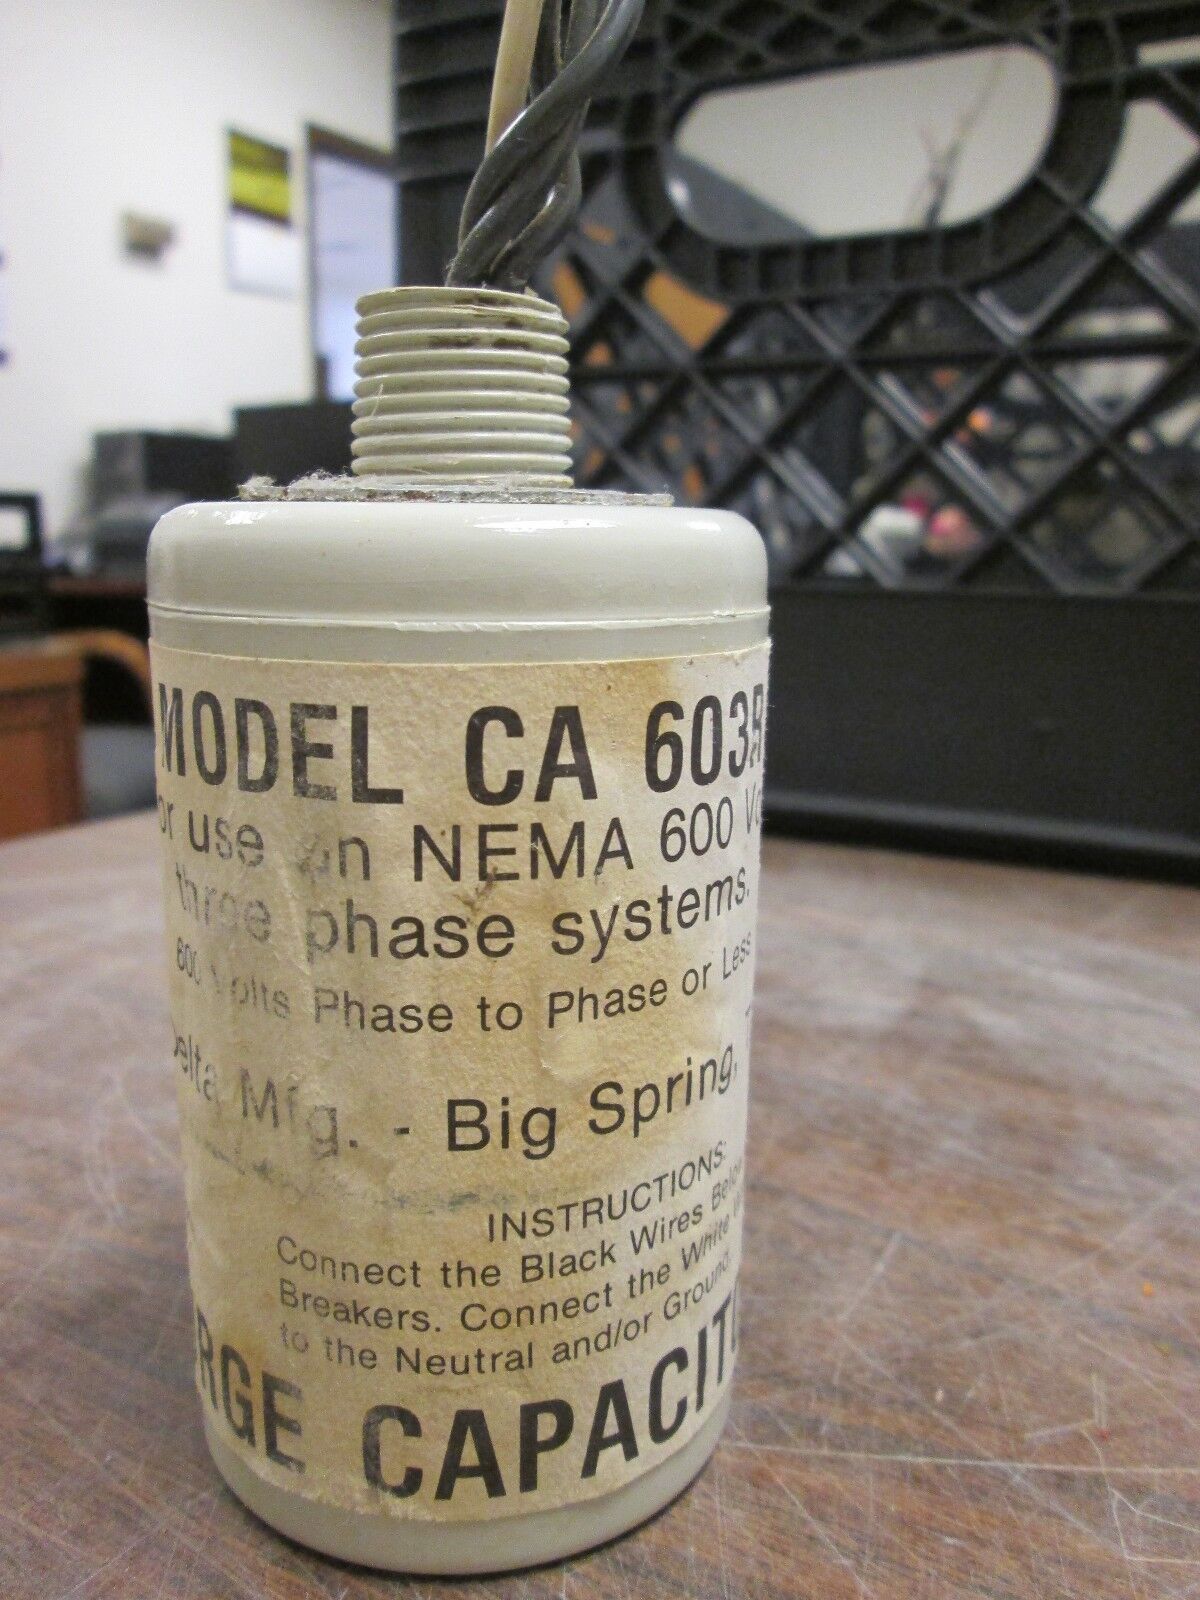 MODEL CA 603R
or use on NEMA 600 Vo
three phase systems.
600 Volts Phase to Phase or Less
Delta Mfg. - Big Spring,
INSTRUCTIONS:
Connect the Black Wires Below
Breakers. Connect the White
to the Neutral and/or Ground.
RGE CAPACITO